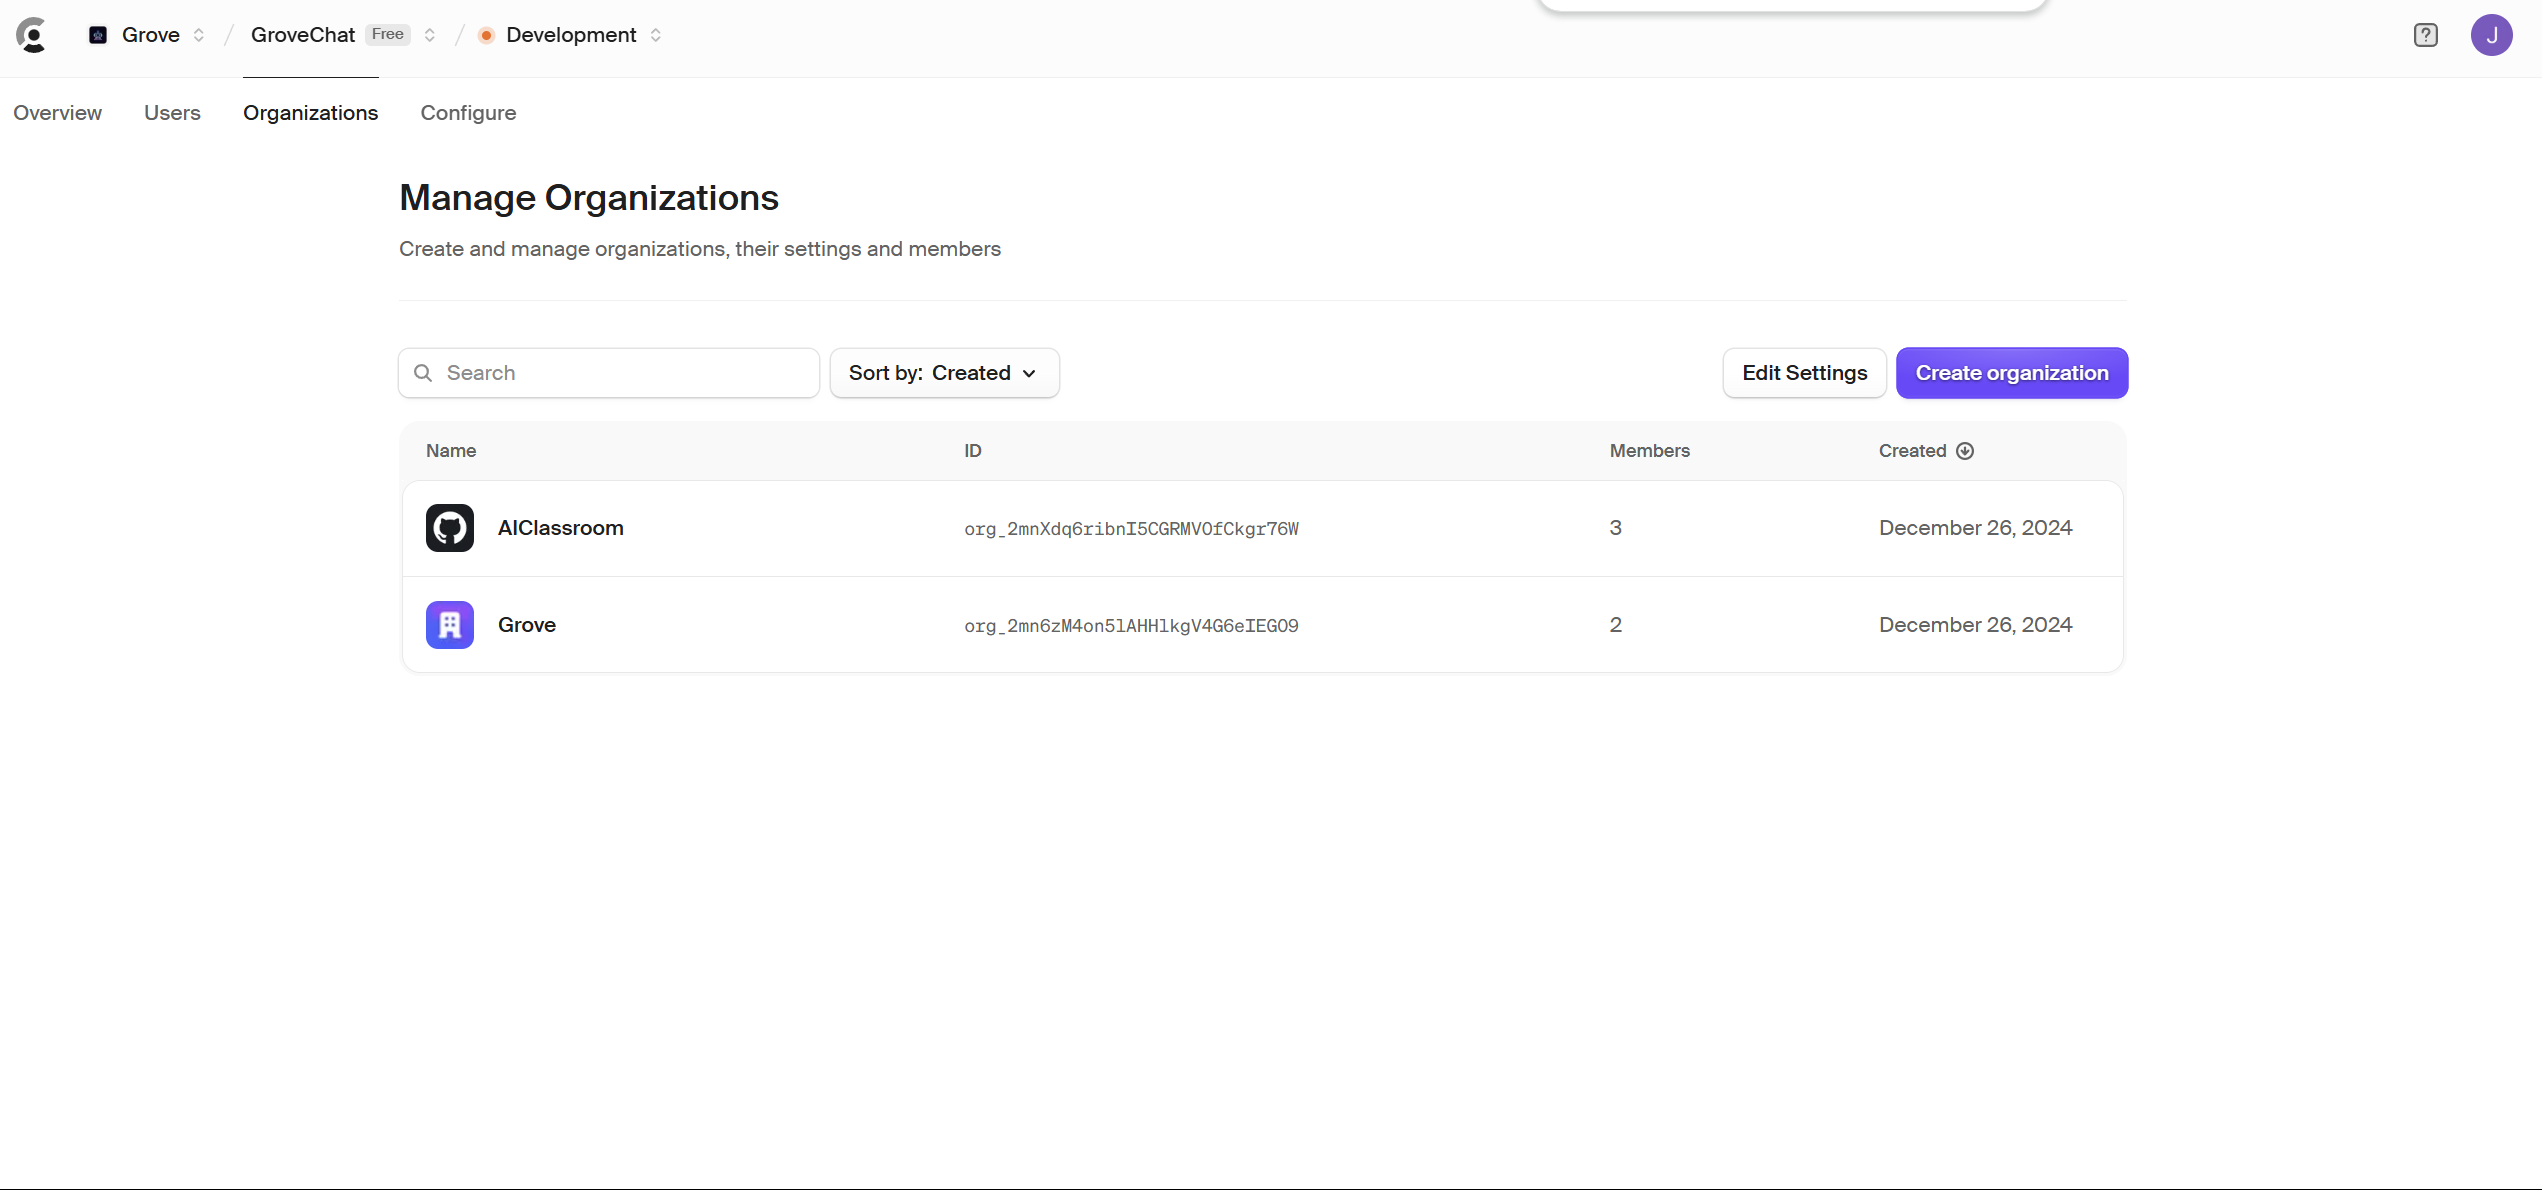 Grove / GroveChat Free / Development ? J
Overview Users Organizations Configure
Manage Organizations
Create and manage organizations, their settings and members
Search Sort by: Created Edit Settings Create organization
Name ID Members Created
AIClassroom org_2mnXdq6ribnI5CGRMVOfCkgr76W 3 December 26, 2024
Grove org_2mn6zM4on5lAHHlkgV4G6eIEGO9 2 December 26, 2024